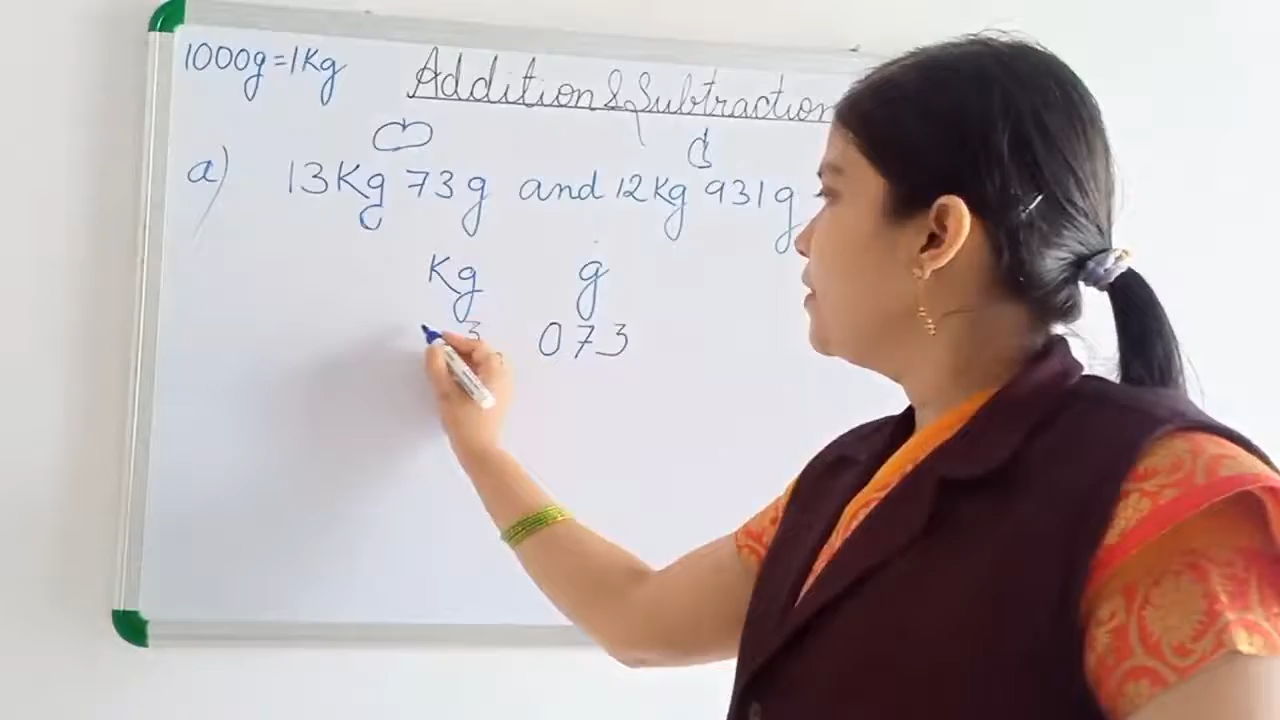 1000g=1Kg
Addition & Subtraction
a) 13Kg 73g and 12Kg 931g
Kg g
3 073